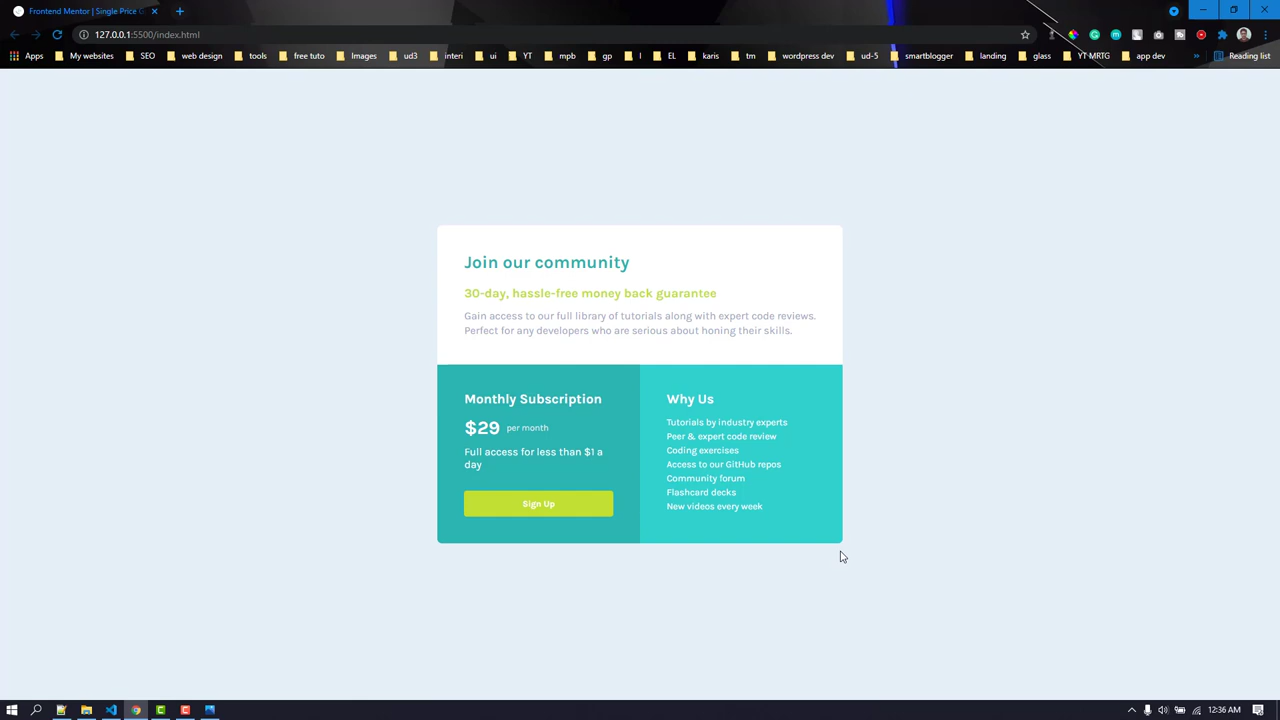 Frontend Mentor | Single Price
127.0.0.1:5500/index.html
Apps My websites SEO web design tools free tuto Images ud3 interi ui YT mpb gp I EL karis tm wordpress dev ud-5 smartblogger landing glass YT MRTG app dev » Reading list
Join our community
30-day, hassle-free money back guarantee
Gain access to our full library of tutorials along with expert code reviews.
Perfect for any developers who are serious about honing their skills.
Monthly Subscription
$29 per month
Full access for less than $1 a
day
Sign Up
Why Us
Tutorials by industry experts
Peer & expert code review
Coding exercises
Access to our GitHub repos
Community forum
Flashcard decks
New videos every week
12:36 AM